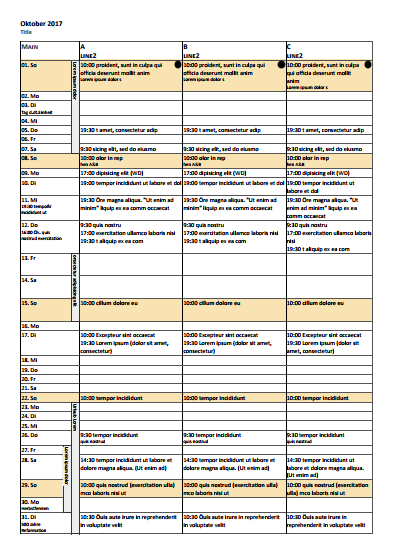 Oktober 2017
Title
MAIN
A
LINE2
B
LINE2
C
LINE2
01. So
10:00 proident, sunt in culpa qui
officia deserunt mollit anim
Lorem ipsum dolor s
10:00 proident, sunt in culpa qui
officia deserunt mollit anim
Lorem ipsum dolor s
10:00 proident, sunt in culpa
qui
officia deserunt mollit
anim
Lorem ipsum dolor s
Lorem ipsum dolor
02. Mo
03. Di
04. Mi
05. Do
19:30 t amet, consectetur adip
19:30 t amet, consectetur adip
19:30 t amet, consectetur adip
06. Fr
07. Sa
9:30 sicing elit, sed do eiusmo
9:30 sicing elit, sed do eiusmo
9:30 sicing elit, sed do eiusmo
08. So
10:00 olor in rep
10:00 olor in rep
10:00 olor in rep
09. Mo
17:00 dipisicing elit (WD)
17:00 dipisicing elit (WD)
17:00 dipisicing elit (WD)
10. Di
19:00 tempor incididunt ut labore et dol
19:00 tempor incididunt ut labore et dol
19:00 tempor incididunt ut
labore et dol
11. Mi
19:30 tempolir
incididunt ut
19:30 Öre magna aliqua. "Ut enim ad
minim" liquip ex ea comm occaecat
19:30 Öre magna aliqua. "Ut enim ad
minim" liquip ex ea comm occaecat
19:30 Öre magna aliqua. "Ut
enim ad minim" liquip ex ea
comm occaecat
12. Do
16:00 Öi. quis
nostrud exercitation
9:30 quis nostru
17:00 exercitation ullamco laboris nisi
19:30 t aliquip ex ea com
9:30 quis nostru
17:00 exercitation ullamco laboris nisi
19:30 t aliquip ex ea com
9:30 quis nostru
17:00 exercitation ullamco laboris
nisi
19:30 t aliquip ex ea com
13. Fr
consectetur adipisicing elit
14. Sa
15. So
10:00 cillum dolore eu
10:00 cillum dolore eu
10:00 cillum dolore eu
16. Mo
17. Di
10:00 Excepteur sint occaecat
19:30 Lorem ipsum (dolor sit amet,
consectetur)
10:00 Excepteur sint occaecat
19:30 Lorem ipsum (dolor sit amet,
consectetur)
10:00 Excepteur sint occaecat
19:30 Lorem ipsum (dolor sit
amet, consectetur)
18. Mi
19. Do
20. Fr
21. Sa
22. So
10:00 tempor incididunt
10:00 tempor incididunt
10:00 tempor incididunt
23. Mo
24. Di
25. Mi
26. Do
9:30 tempor incididunt
quis nostrud
9:30 tempor incididunt
quis nostrud
9:30 tempor incididunt
quis nostrud
27. Fr
Lorem ipsum dolor
28. Sa
14:30 tempor incididunt ut labore et
dolore magna aliqua. (Ut enim ad)
14:30 tempor incididunt ut labore et
dolore magna aliqua. (Ut enim ad)
14:30 tempor incididunt ut
labore et dolore magna aliqua.
(Ut enim ad)
29. So
10:00 quis nostrud (exercitation ulla)
mco laboris nisi ut
10:00 quis nostrud (exercitation ulla)
mco laboris nisi ut
10:00 quis nostrud (exercitation
ulla) mco laboris nisi ut
30. Mo
Herbstferien
31. Di
500 Jahre
Reformation
10:30 Öuis aute irure in reprehenderit
in voluptate velit
10:30 Öuis aute irure in reprehenderit
in voluptate velit
10:30 Öuis aute irure in
reprehenderit in voluptate velit